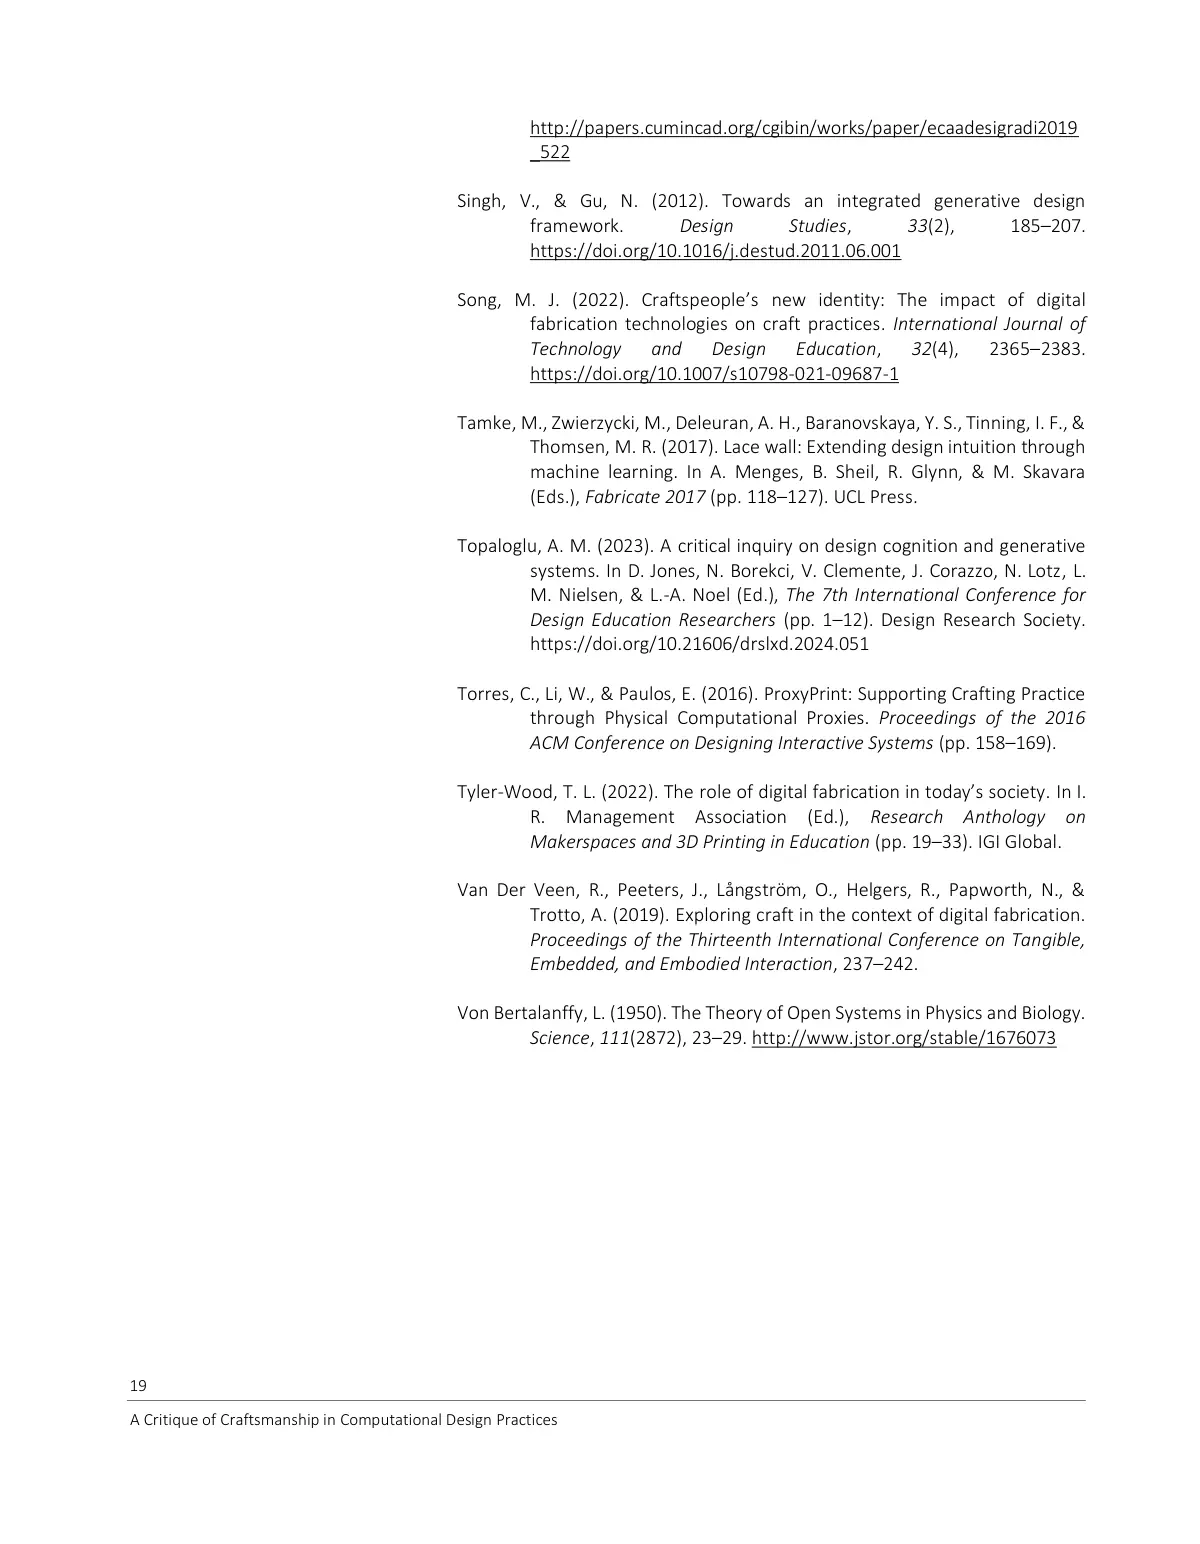 http://papers.cumincad.org/cgibin/works/paper/ecaadesigradi2019
_522
Singh, V., & Gu, N. (2012). Towards an integrated generative design
framework. Design Studies, 33(2), 185–207.
https://doi.org/10.1016/j.destud.2011.06.001
Song, M. J. (2022). Craftspeople’s new identity: The impact of digital
fabrication technologies on craft practices. International Journal of
Technology and Design Education, 32(4), 2365–2383.
https://doi.org/10.1007/s10798-021-09687-1
Tamke, M., Zwierzycki, M., Deleuran, A. H., Baranovskaya, Y. S., Tinning, I. F., &
Thomsen, M. R. (2017). Lace wall: Extending design intuition through
machine learning. In A. Menges, B. Sheil, R. Glynn, & M. Skavara
(Eds.), Fabricate 2017 (pp. 118–127). UCL Press.
Topaloglu, A. M. (2023). A critical inquiry on design cognition and generative
systems. In D. Jones, N. Borekci, V. Clemente, J. Corazzo, N. Lotz, L.
M. Nielsen, & L.-A. Noel (Ed.), The 7th International Conference for
Design Education Researchers (pp. 1–12). Design Research Society.
https://doi.org/10.21606/drslxd.2024.051
Torres, C., Li, W., & Paulos, E. (2016). ProxyPrint: Supporting Crafting Practice
through Physical Computational Proxies. Proceedings of the 2016
ACM Conference on Designing Interactive Systems (pp. 158–169).
Tyler-Wood, T. L. (2022). The role of digital fabrication in today’s society. In I.
R. Management Association (Ed.), Research Anthology on
Makerspaces and 3D Printing in Education (pp. 19–33). IGI Global.
Van Der Veen, R., Peeters, J., Långström, O., Helgers, R., Papworth, N., &
Trotto, A. (2019). Exploring craft in the context of digital fabrication.
Proceedings of the Thirteenth International Conference on Tangible,
Embedded, and Embodied Interaction, 237–242.
Von Bertalanffy, L. (1950). The Theory of Open Systems in Physics and Biology.
Science, 111(2872), 23–29. http://www.jstor.org/stable/1676073
19
A Critique of Craftsmanship in Computational Design Practices